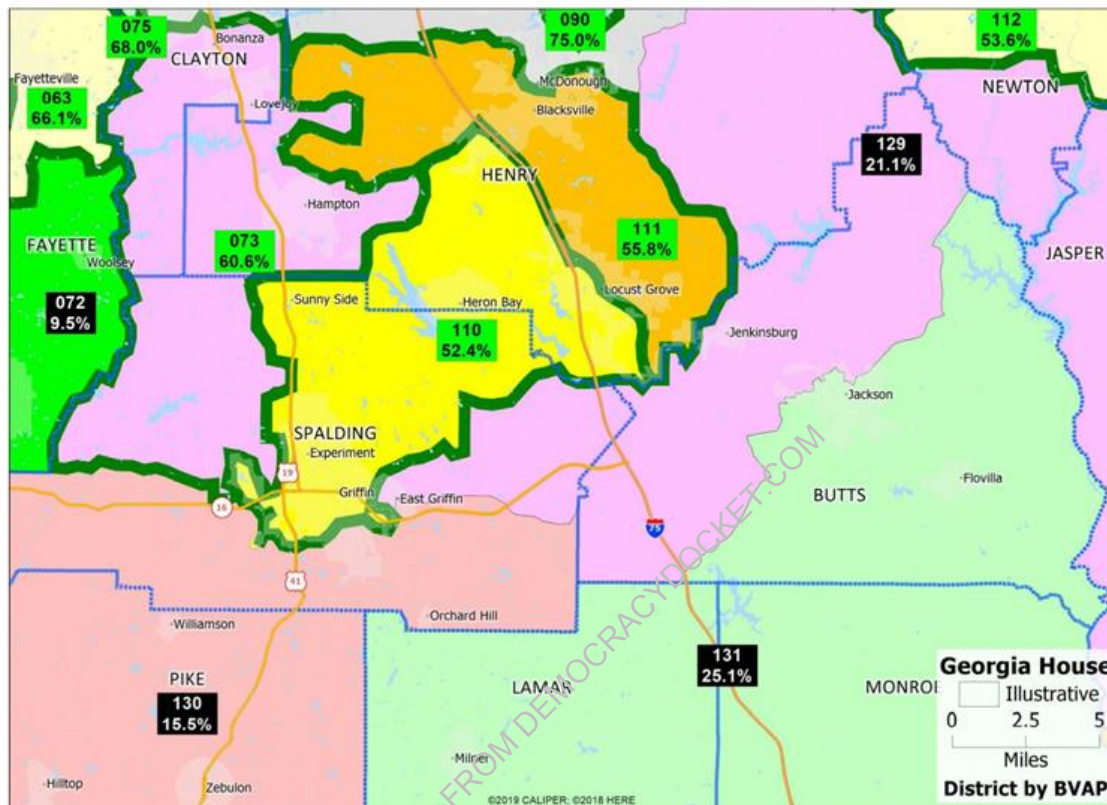 075
68.0%
Bonanza
CLAYTON
090
75.0%
112
53.6%
Fayetteville
063
66.1%
McDonough
Blacksville
NEWTON
Lovejoy
129
21.1%
HENRY
Hampton
FAYETTE
Woolsey
073
60.6%
111
55.8%
JASPER
072
9.5%
Sunny Side
Heron Bay
Locust Grove
110
52.4%
Jenkinsburg
Jackson
SPALDING
Experiment
19
Griffin
East Griffin
16
BUTTS
Flovilla
75
41
Williamson
Orchard Hill
PIKE
130
15.5%
LAMAR
131
25.1%
MONROE
Georgia House
Illustrative
0 2.5 5
Miles
District by BVAP
Hilltop
Zebulon
Milner
©2019 CALIPER; ©2018 HERE
FROM DEMOCRACYDOCKET.COM